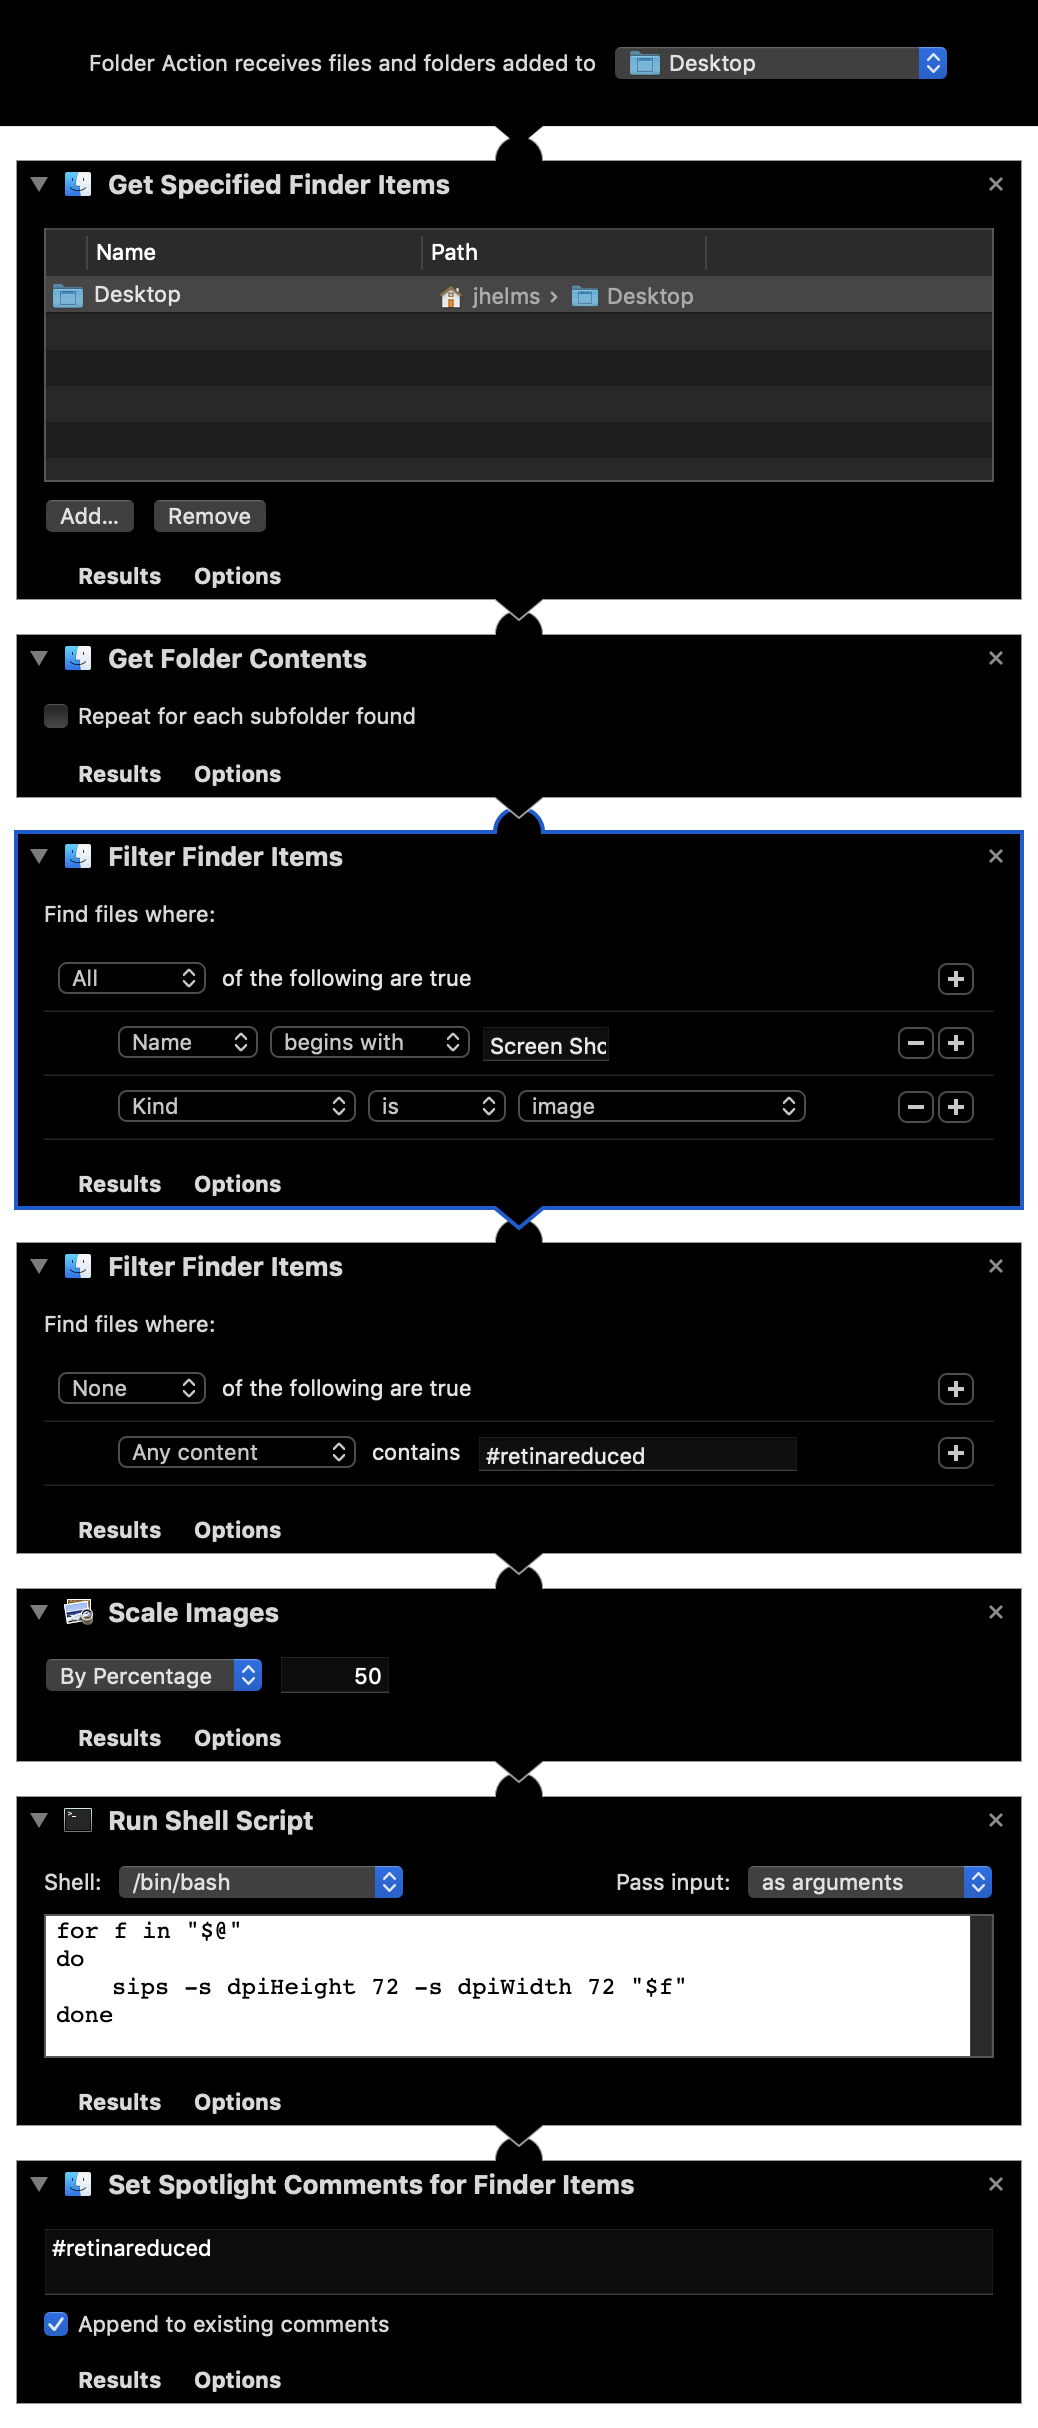 Folder Action receives files and folders added to Desktop
Get Specified Finder Items
Name Path
Desktop jhelms › Desktop
Add... Remove
Results Options
Get Folder Contents
Repeat for each subfolder found
Results Options
Filter Finder Items
Find files where:
All of the following are true
Name begins with Screen Sho
Kind is image
Results Options
Filter Finder Items
Find files where:
None of the following are true
Any content contains #retinareduced
Results Options
Scale Images
By Percentage 50
Results Options
Run Shell Script
Shell: /bin/bash Pass input: as arguments
for f in "$@"
do
    sips -s dpiHeight 72 -s dpiWidth 72 "$f"
done
Results Options
Set Spotlight Comments for Finder Items
#retinareduced
Append to existing comments
Results Options